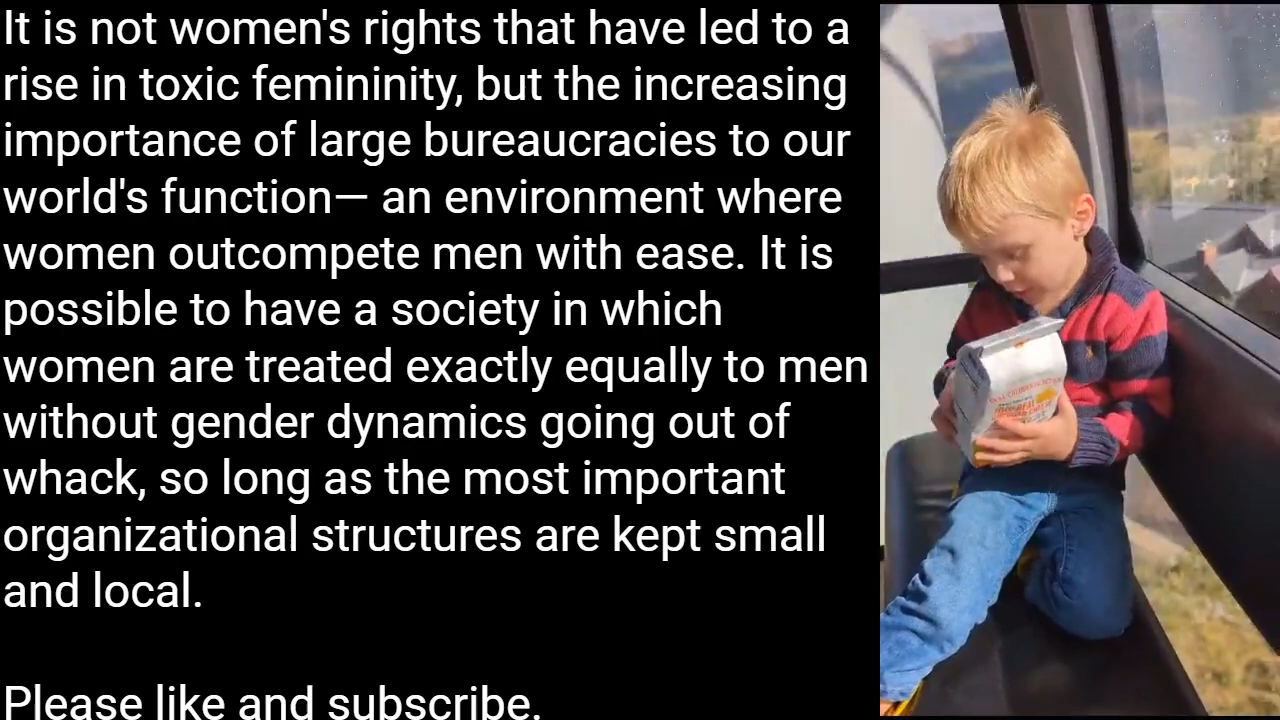 It is not women's rights that have led to a
rise in toxic femininity, but the increasing
importance of large bureaucracies to our
world's function— an environment where
women outcompete men with ease. It is
possible to have a society in which
women are treated exactly equally to men
without gender dynamics going out of
whack, so long as the most important
organizational structures are kept small
and local.
Please like and subscribe.